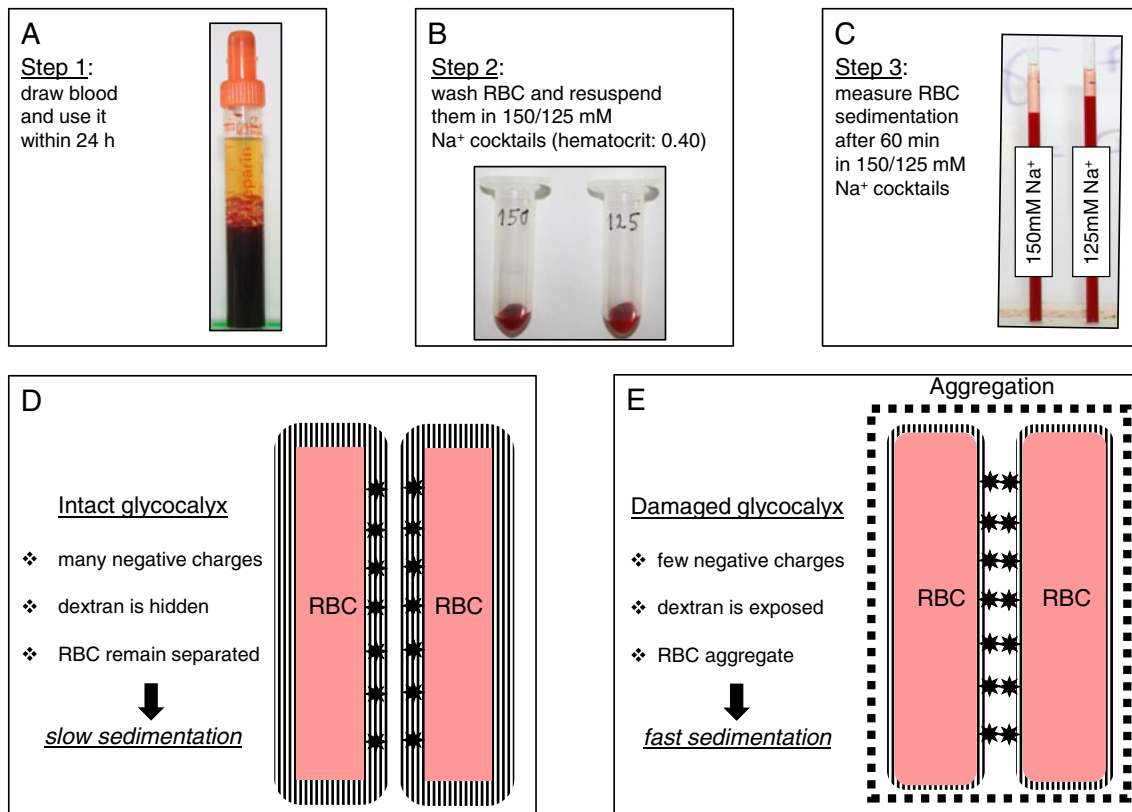 A
Step 1:
draw blood
and use it
within 24 h
eparin
B
Step 2:
wash RBC and resuspend
them in 150/125 mM
Na⁺ cocktails (hematocrit: 0.40)
150
125
C
Step 3:
measure RBC
sedimentation
after 60 min
in 150/125 mM
Na⁺ cocktails
150mM Na⁺
125mM Na⁺
D
Intact glycocalyx
❖ many negative charges
❖ dextran is hidden
❖ RBC remain separated
slow sedimentation
RBC
RBC
E
Aggregation
Damaged glycocalyx
❖ few negative charges
❖ dextran is exposed
❖ RBC aggregate
fast sedimentation
RBC
RBC